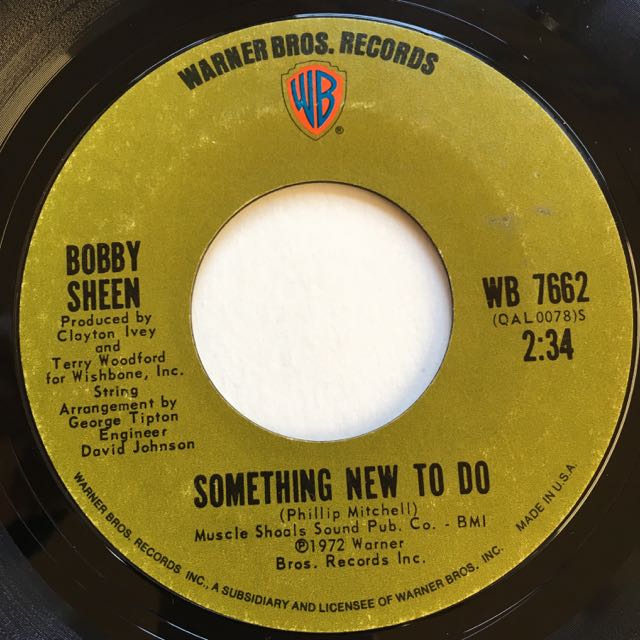 WARNER BROS. RECORDS
WB
®
BOBBY
SHEEN
Produced by
Clayton Ivey
and
Terry Woodford
for Wishbone, Inc.
String
Arrangement by
George Tipton
Engineer
David Johnson
WB 7662
(QAL0078)S
2:34
SOMETHING NEW TO DO
(Phillip Mitchell)
Muscle Shoals Sound Pub. Co. - BMI
℗1972 Warner
Bros. Records Inc.
WARNER BROS. RECORDS INC., A SUBSIDIARY AND LICENSEE OF WARNER BROS. INC.
MADE IN U.S.A.